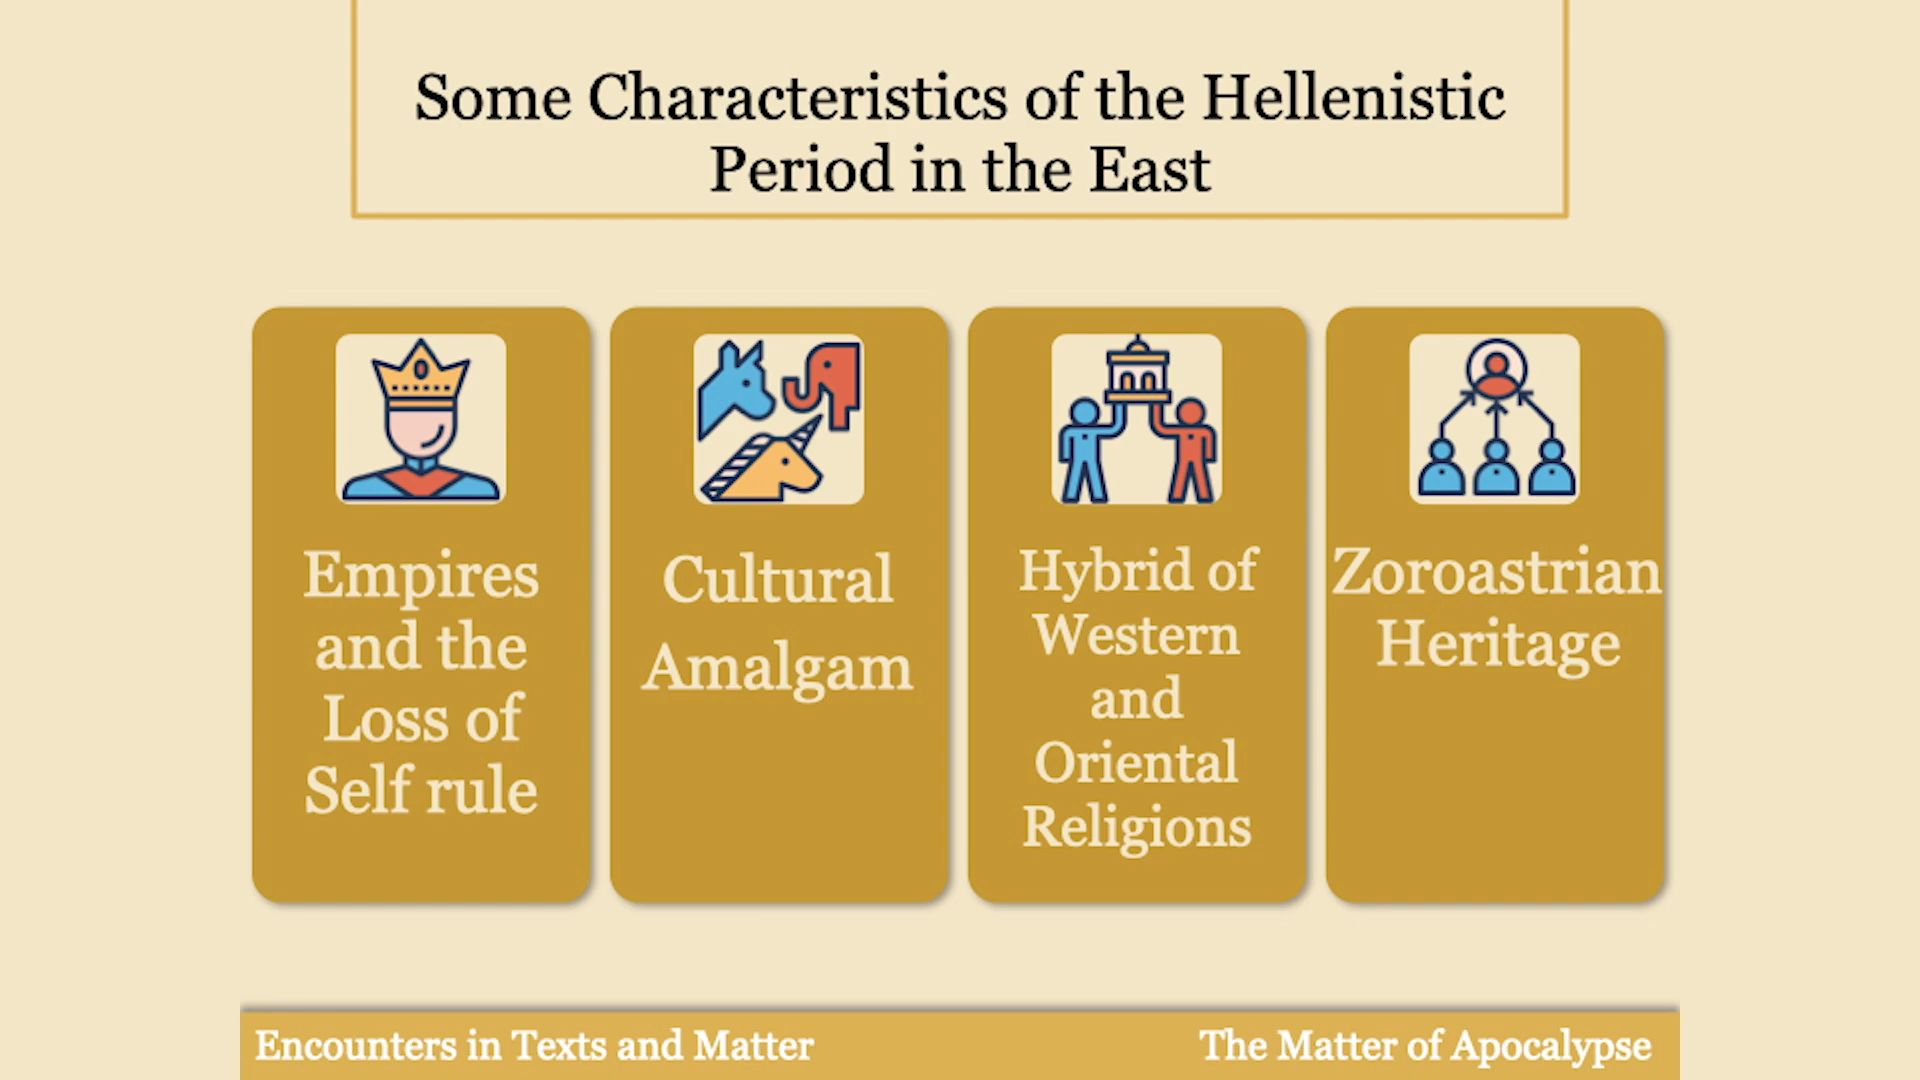 Some Characteristics of the Hellenistic
Period in the East
Empires
and the
Loss of
Self rule
Cultural
Amalgam
Hybrid of
Western
and
Oriental
Religions
Zoroastrian
Heritage
Encounters in Texts and Matter
The Matter of Apocalypse